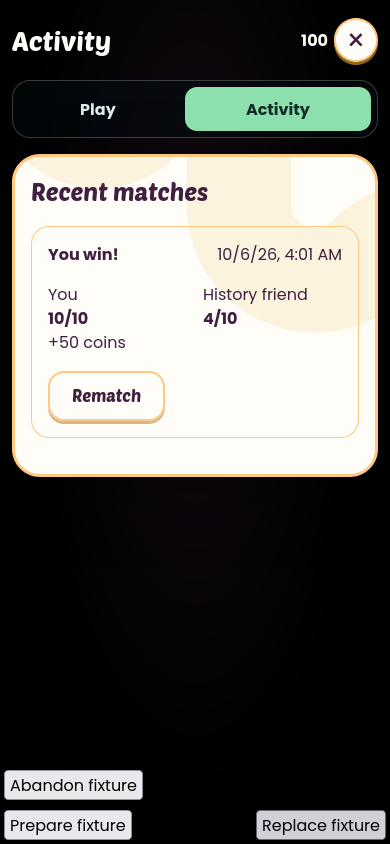 Activity
100 ✕
Play Activity
Recent matches
You win! 10/6/26, 4:01 AM
You History friend
10/10 4/10
+50 coins
Rematch
Abandon fixture
Prepare fixture Replace fixture